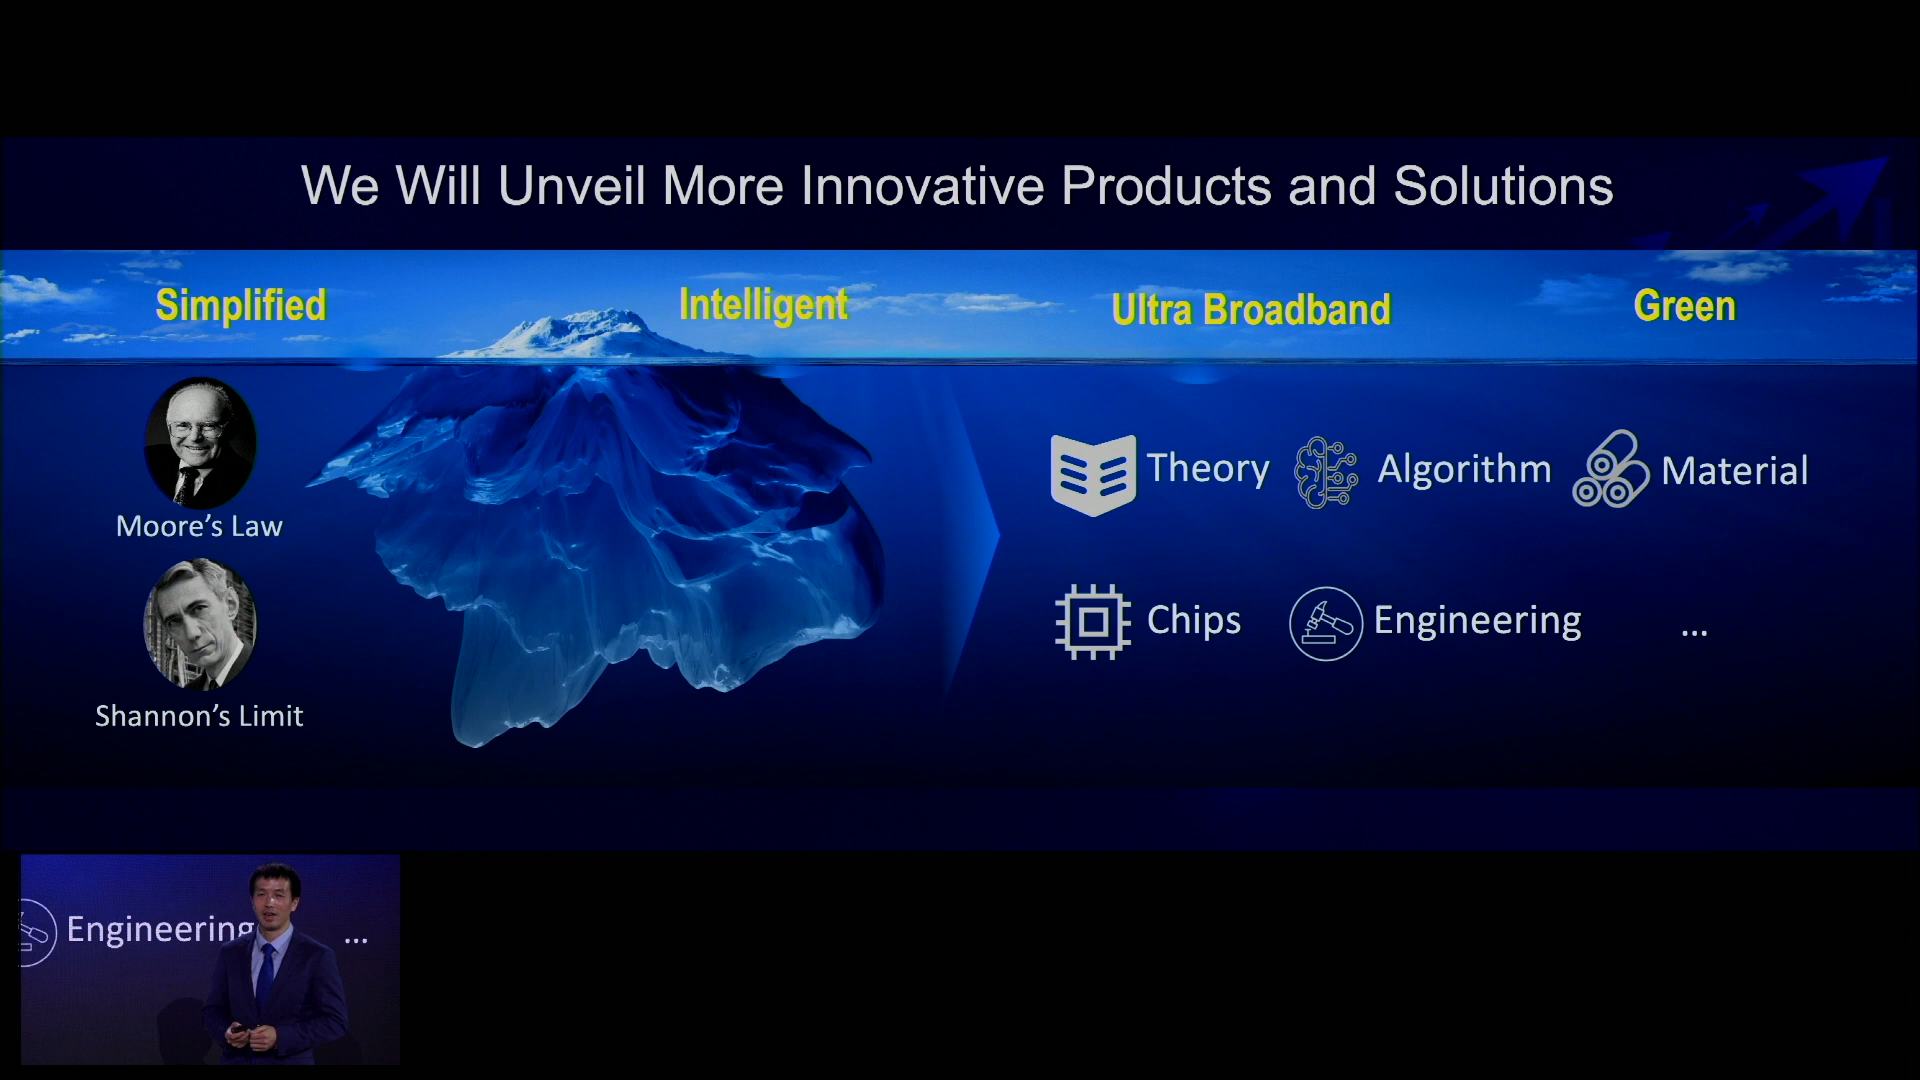 We Will Unveil More Innovative Products and Solutions
Simplified
Intelligent
Ultra Broadband
Green
Moore's Law
Shannon's Limit
Theory
Algorithm
Material
Chips
Engineering
...
Engineering
...